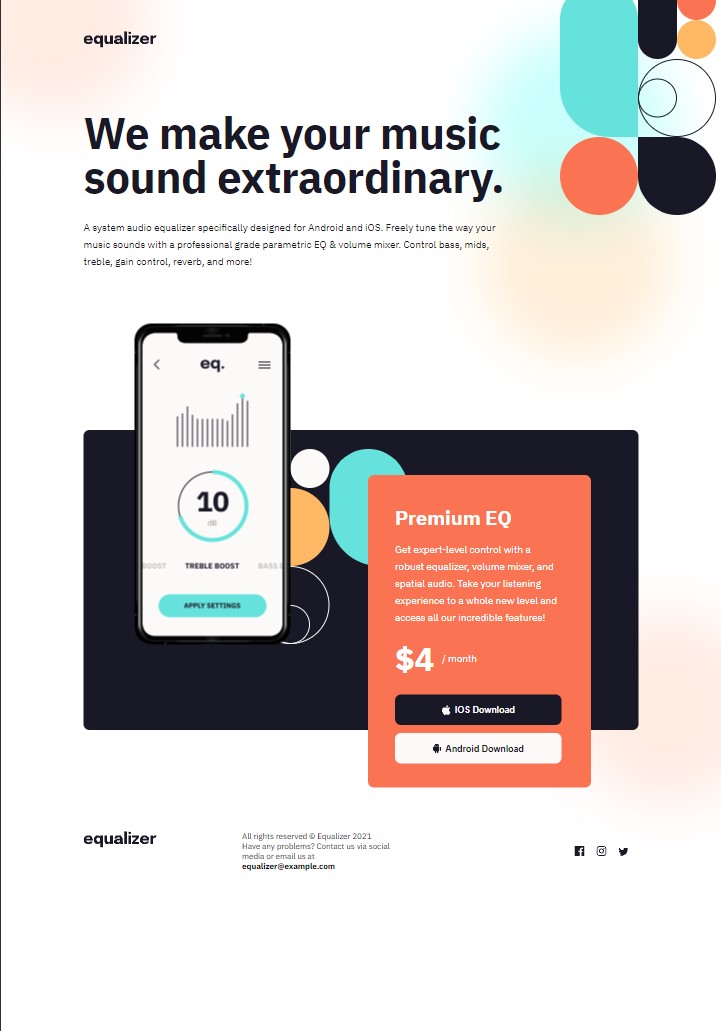 equalizer
We make your music
sound extraordinary.
A system audio equalizer specifically designed for Android and iOS. Freely tune the way your
music sounds with a professional grade parametric EQ & volume mixer. Control bass, mids,
treble, gain control, reverb, and more!
eq.
10
dB
BOOST TREBLE BOOST BASS
APPLY SETTINGS
Premium EQ
Get expert-level control with a
robust equalizer, volume mixer, and
spatial audio. Take your listening
experience to a whole new level and
access all our incredible features!
$4 / month
IOS Download
Android Download
equalizer
All rights reserved © Equalizer 2021
Have any problems? Contact us via social
media or email us at
equalizer@example.com